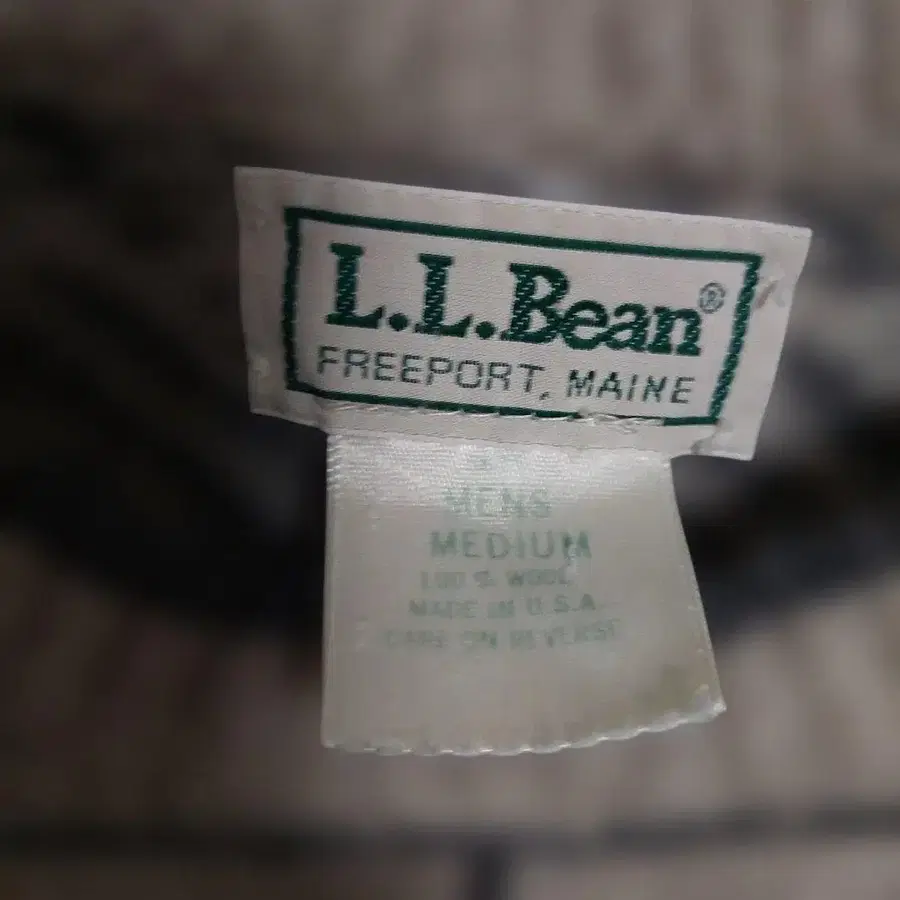 L.L.Bean®
FREEPORT, MAINE
MENS
MEDIUM
100% WOOL
MADE IN U.S.A.
CARE ON REVERSE